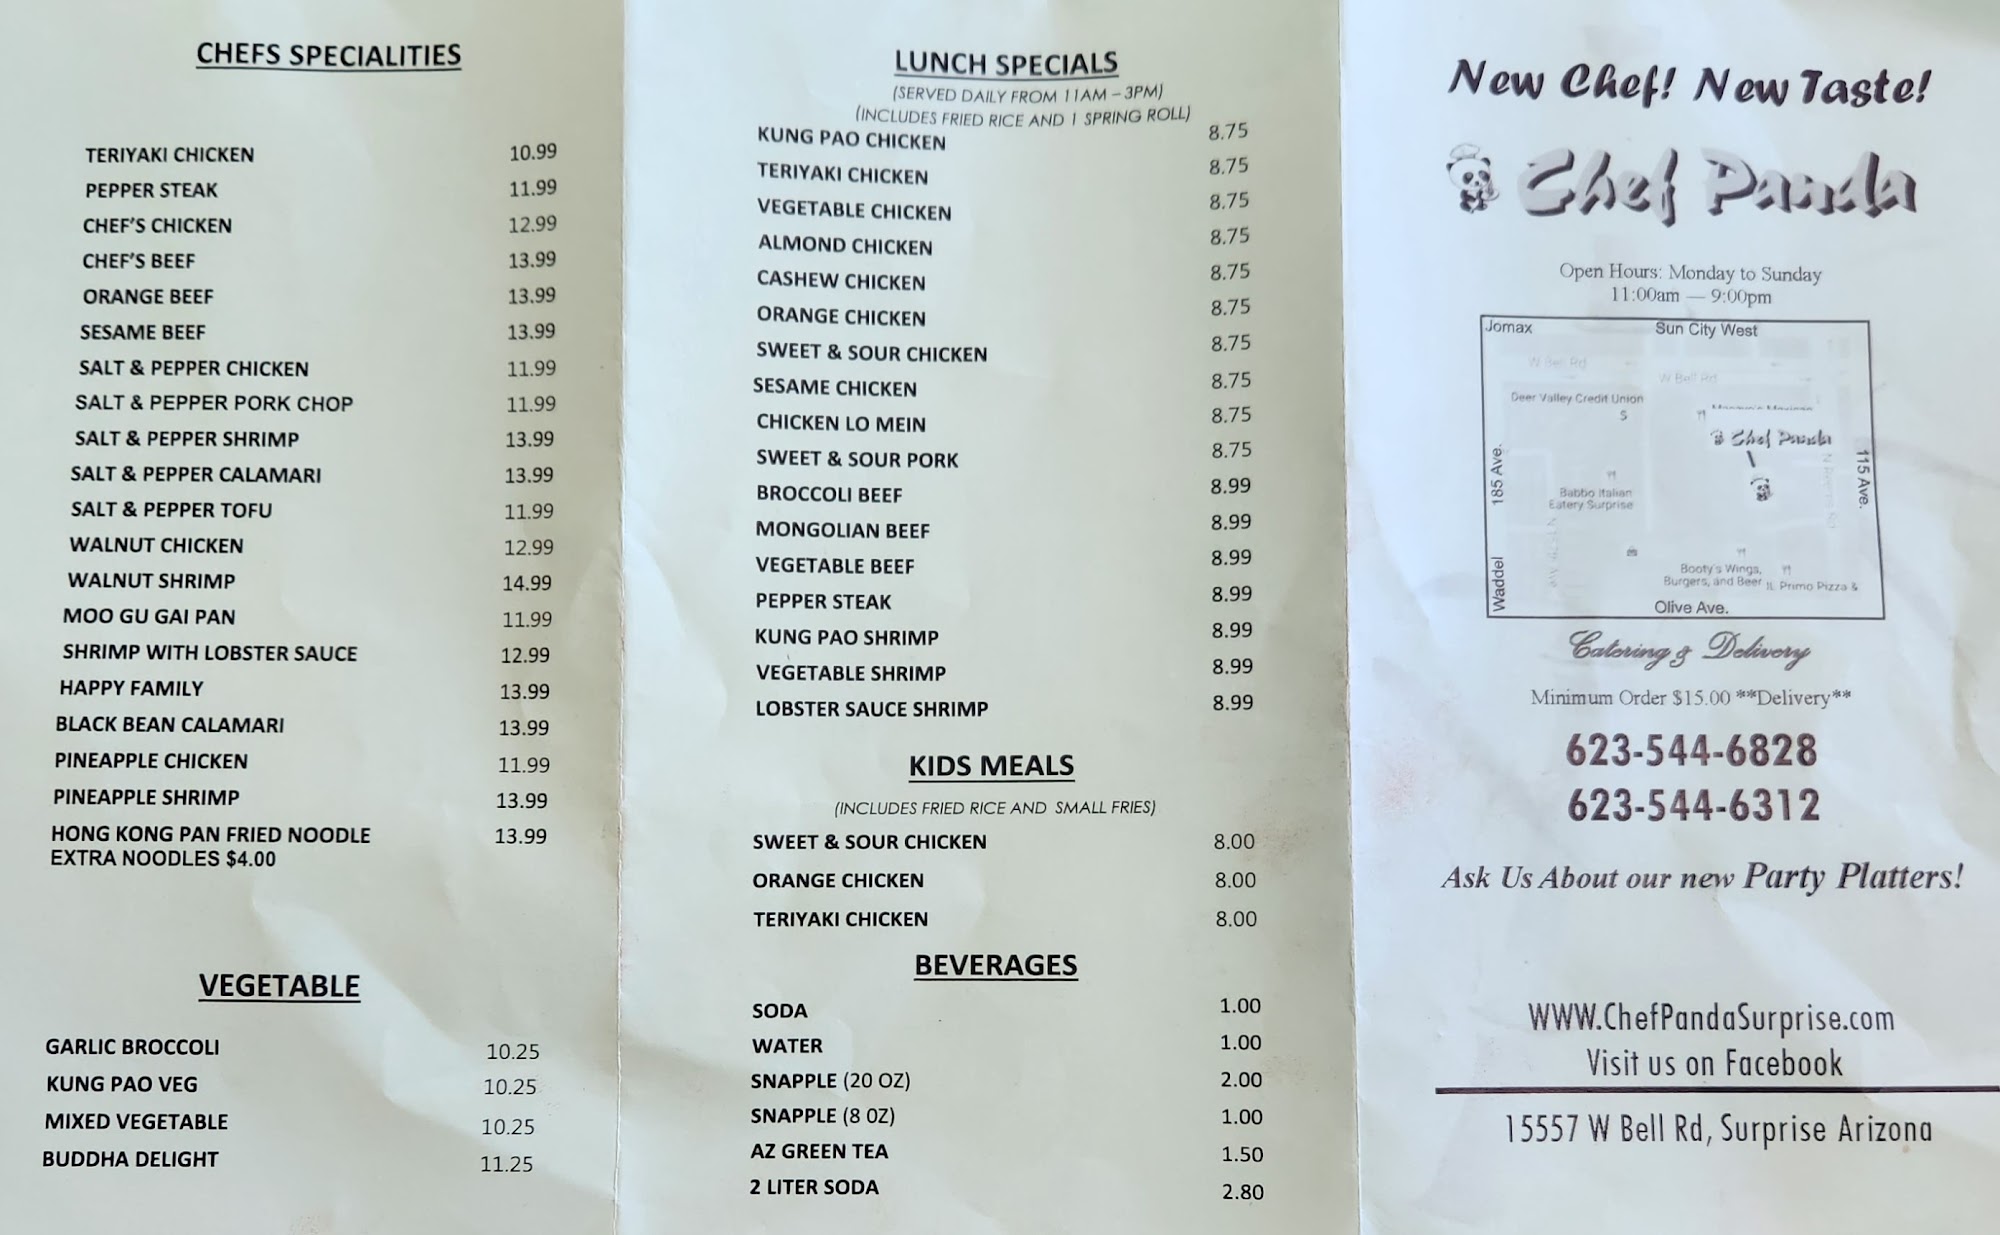 CHEFS SPECIALITIES
TERIYAKI CHICKEN 10.99
PEPPER STEAK 11.99
CHEF'S CHICKEN 12.99
CHEF'S BEEF 13.99
ORANGE BEEF 13.99
SESAME BEEF 13.99
SALT & PEPPER CHICKEN 11.99
SALT & PEPPER PORK CHOP 11.99
SALT & PEPPER SHRIMP 13.99
SALT & PEPPER CALAMARI 13.99
SALT & PEPPER TOFU 11.99
WALNUT CHICKEN 12.99
WALNUT SHRIMP 14.99
MOO GU GAI PAN 11.99
SHRIMP WITH LOBSTER SAUCE 12.99
HAPPY FAMILY 13.99
BLACK BEAN CALAMARI 13.99
PINEAPPLE CHICKEN 11.99
PINEAPPLE SHRIMP 13.99
HONG KONG PAN FRIED NOODLE 13.99
EXTRA NOODLES $4.00
VEGETABLE
GARLIC BROCCOLI 10.25
KUNG PAO VEG 10.25
MIXED VEGETABLE 10.25
BUDDHA DELIGHT 11.25
LUNCH SPECIALS
(SERVED DAILY FROM 11AM – 3PM)
(INCLUDES FRIED RICE AND 1 SPRING ROLL)
KUNG PAO CHICKEN 8.75
TERIYAKI CHICKEN 8.75
VEGETABLE CHICKEN 8.75
ALMOND CHICKEN 8.75
CASHEW CHICKEN 8.75
ORANGE CHICKEN 8.75
SWEET & SOUR CHICKEN 8.75
SESAME CHICKEN 8.75
CHICKEN LO MEIN 8.75
SWEET & SOUR PORK 8.75
BROCCOLI BEEF 8.99
MONGOLIAN BEEF 8.99
VEGETABLE BEEF 8.99
PEPPER STEAK 8.99
KUNG PAO SHRIMP 8.99
VEGETABLE SHRIMP 8.99
LOBSTER SAUCE SHRIMP 8.99
KIDS MEALS
(INCLUDES FRIED RICE AND SMALL FRIES)
SWEET & SOUR CHICKEN 8.00
ORANGE CHICKEN 8.00
TERIYAKI CHICKEN 8.00
BEVERAGES
SODA 1.00
WATER 1.00
SNAPPLE (20 OZ) 2.00
SNAPPLE (8 OZ) 1.00
AZ GREEN TEA 1.50
2 LITER SODA 2.80
New Chef! New Taste!
Chef Panda
Open Hours: Monday to Sunday
11:00am — 9:00pm
Jomax Sun City West
W Bell Rd
W Bell Rd
Deer Valley Credit Union
$
Chef Panda
185 Ave.
115 Ave.
Babbo Italian
Eatery Surprise
Waddel
Booty's Wings,
Burgers, and Beer IL Primo Pizza &
Olive Ave.
Catering & Delivery
Minimum Order $15.00 **Delivery**
623-544-6828
623-544-6312
Ask Us About our new Party Platters!
WWW.ChefPandaSurprise.com
Visit us on Facebook
15557 W Bell Rd, Surprise Arizona